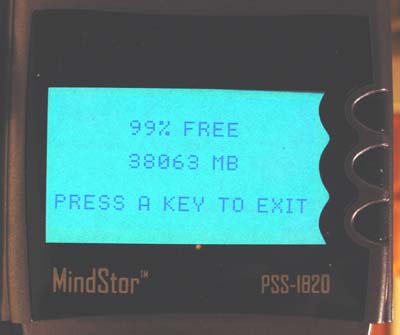 99% FREE
38063 MB
PRESS A KEY TO EXIT
MindStor™ PSS-1820